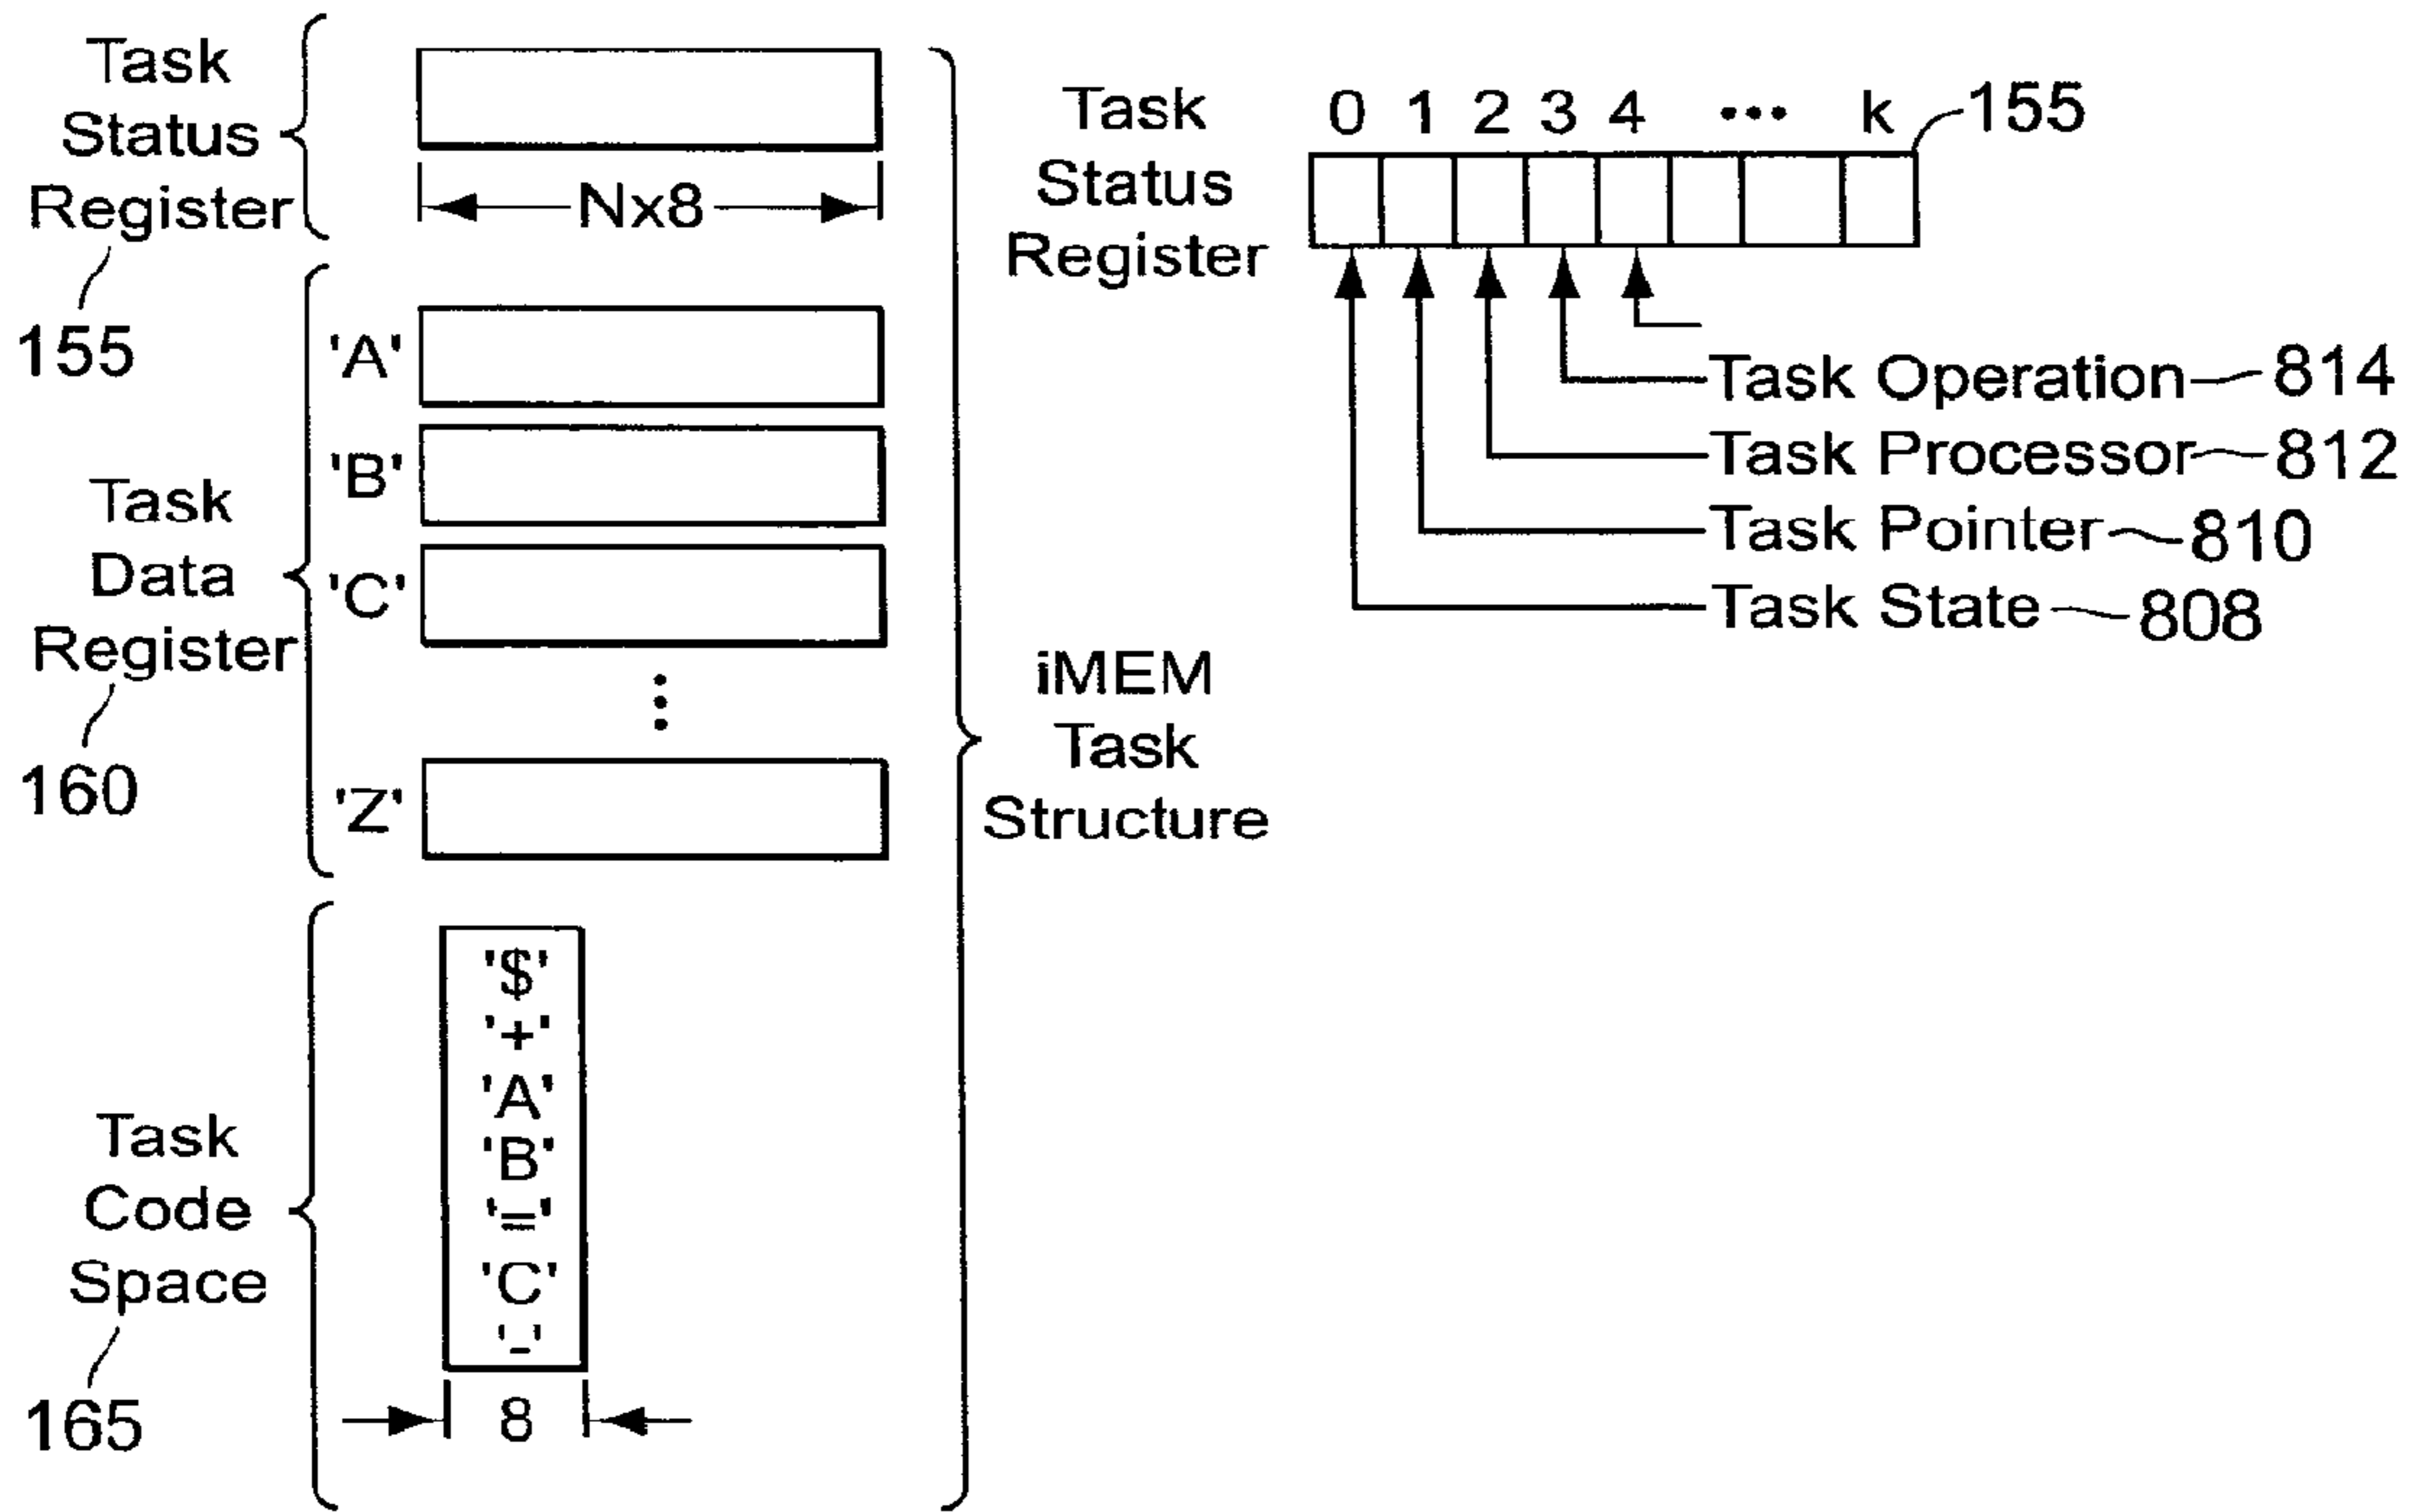 Task
Status
Register
155
Nx8
Task
Data
Register
160
'A'
'B'
'C'
'Z'
Task
Code
Space
165
'$'
'+'
'A'
'B'
'='
'C'
'-'
8
iMEM
Task
Structure
Task
Status
Register
0 1 2 3 4 ... k
155
Task Operation 814
Task Processor 812
Task Pointer 810
Task State 808